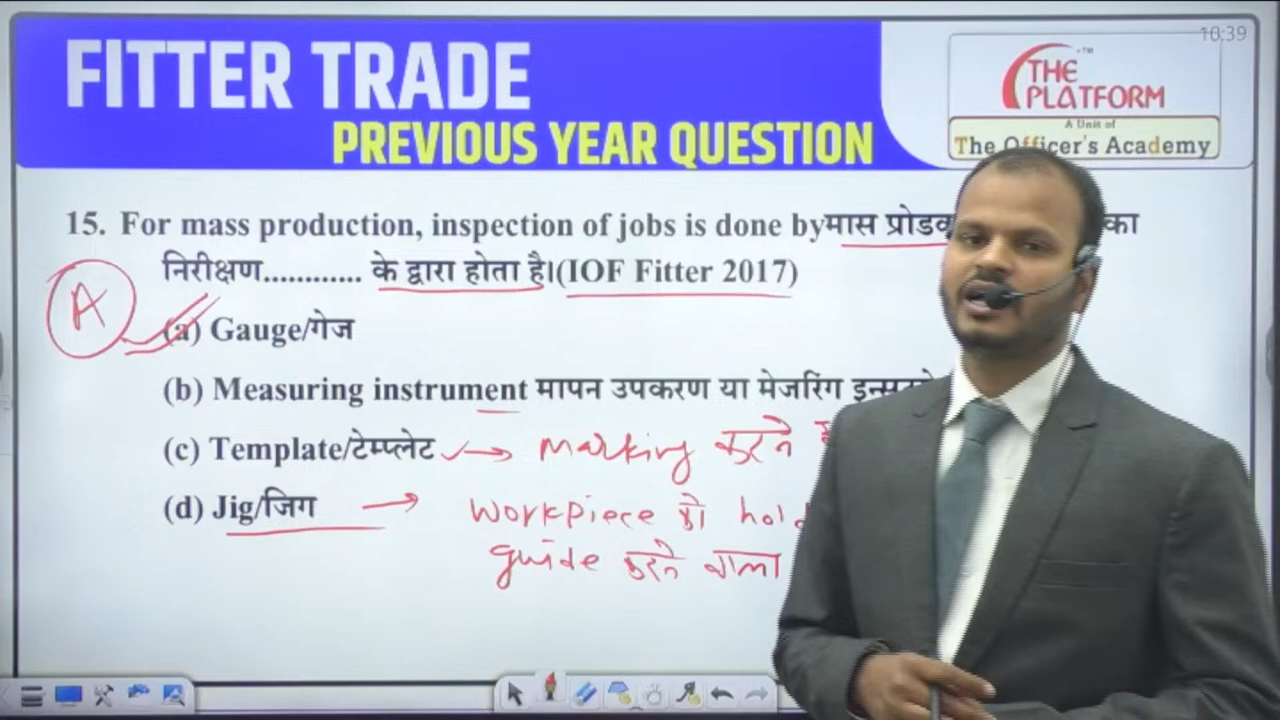 10:39
FITTER TRADE
PREVIOUS YEAR QUESTION
THE
PLATFORM
A Unit of
The Officer's Academy
15. For mass production, inspection of jobs is done by मास का
निरीक्षण............ के द्वारा होता है।(IOF Fitter 2017)
A
(a) Gauge/गेज
(b) Measuring instrument मापन उपकरण या मेजरिंग
(c) Template/टेम्प्लेट → marking करने
(d) Jig/जिग → workpiece को
guide करने वाला